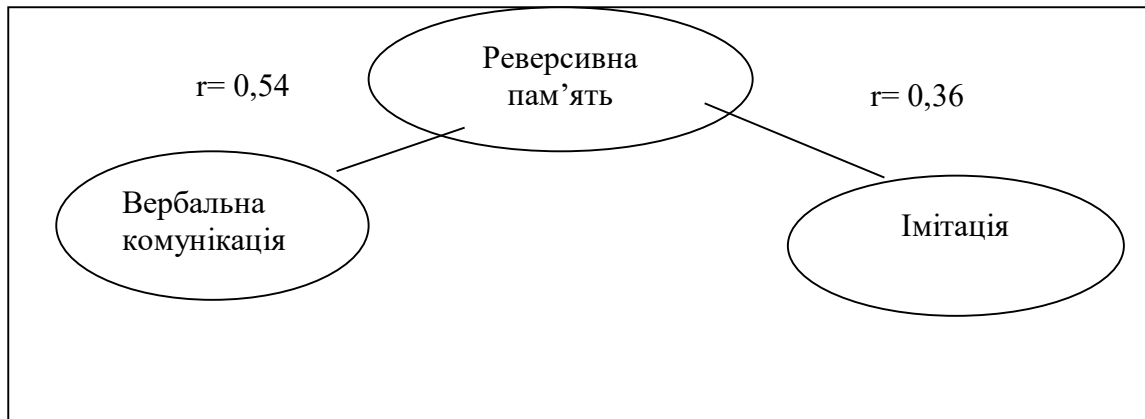 Реверсивна
пам’ять
r= 0,54
r= 0,36
Вербальна
комунікація
Імітація